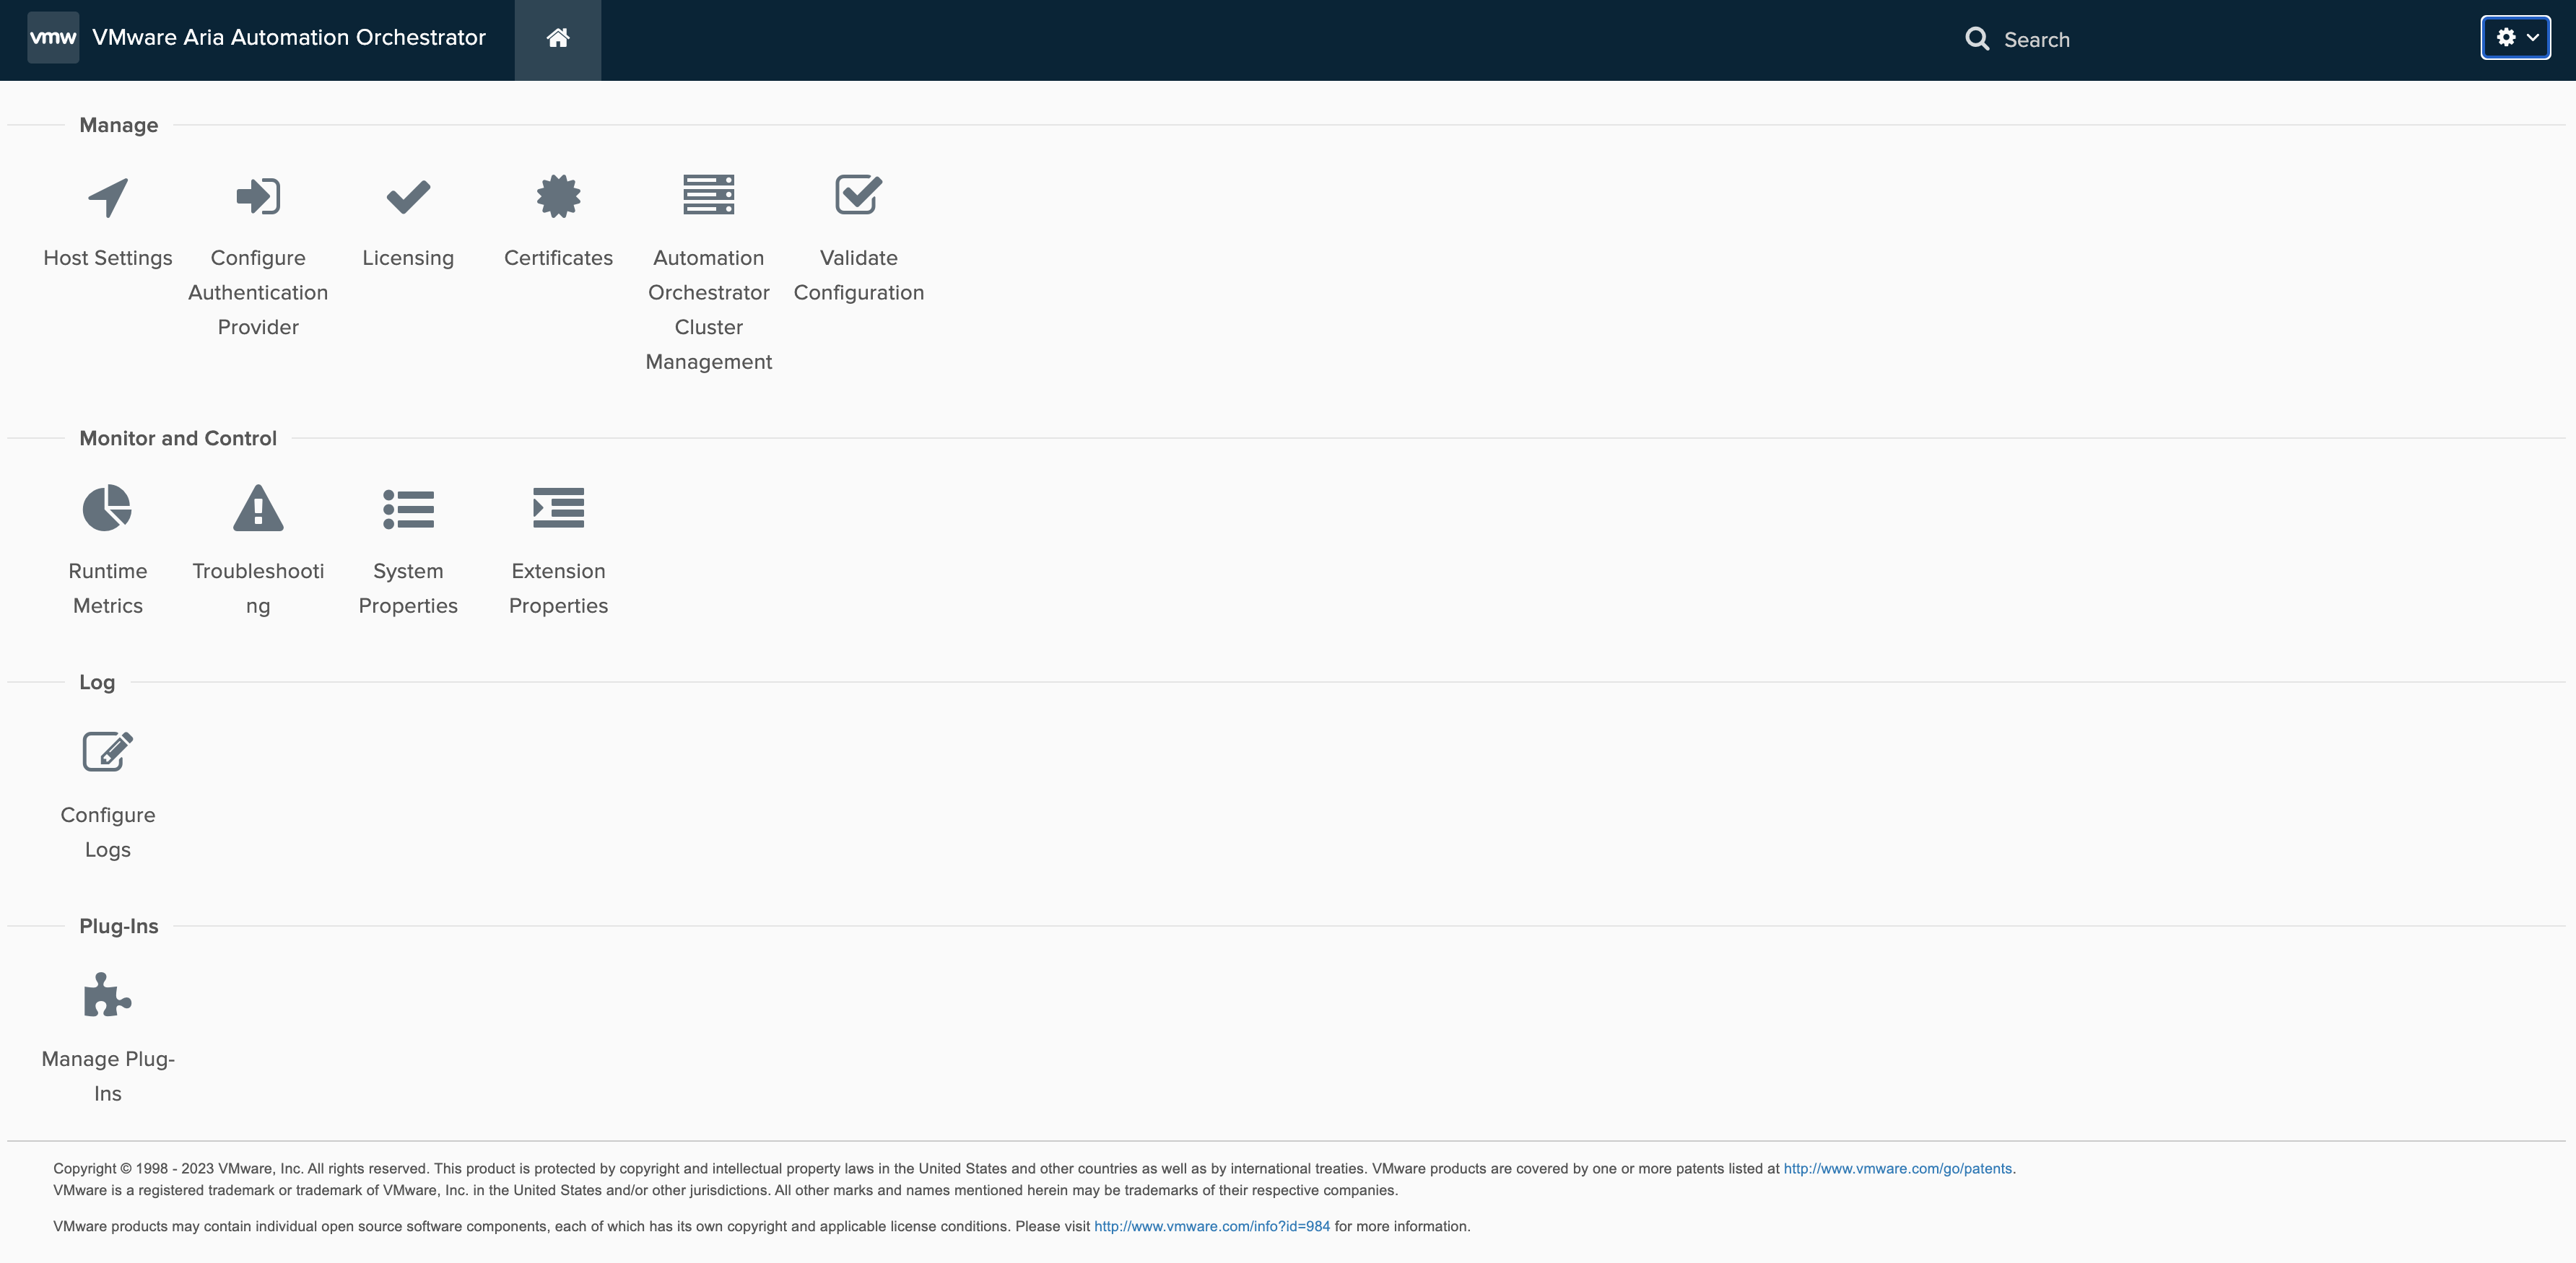 vmw VMware Aria Automation Orchestrator Search
Manage
Host Settings
Configure
Authentication
Provider
Licensing
Certificates
Automation
Orchestrator
Cluster
Management
Validate
Configuration
Monitor and Control
Runtime
Metrics
Troubleshooti
ng
System
Properties
Extension
Properties
Log
Configure
Logs
Plug-Ins
Manage Plug-
Ins
Copyright © 1998 - 2023 VMware, Inc. All rights reserved. This product is protected by copyright and intellectual property laws in the United States and other countries as well as by international treaties. VMware products are covered by one or more patents listed at http://www.vmware.com/go/patents.
VMware is a registered trademark or trademark of VMware, Inc. in the United States and/or other jurisdictions. All other marks and names mentioned herein may be trademarks of their respective companies.
VMware products may contain individual open source software components, each of which has its own copyright and applicable license conditions. Please visit http://www.vmware.com/info?id=984 for more information.